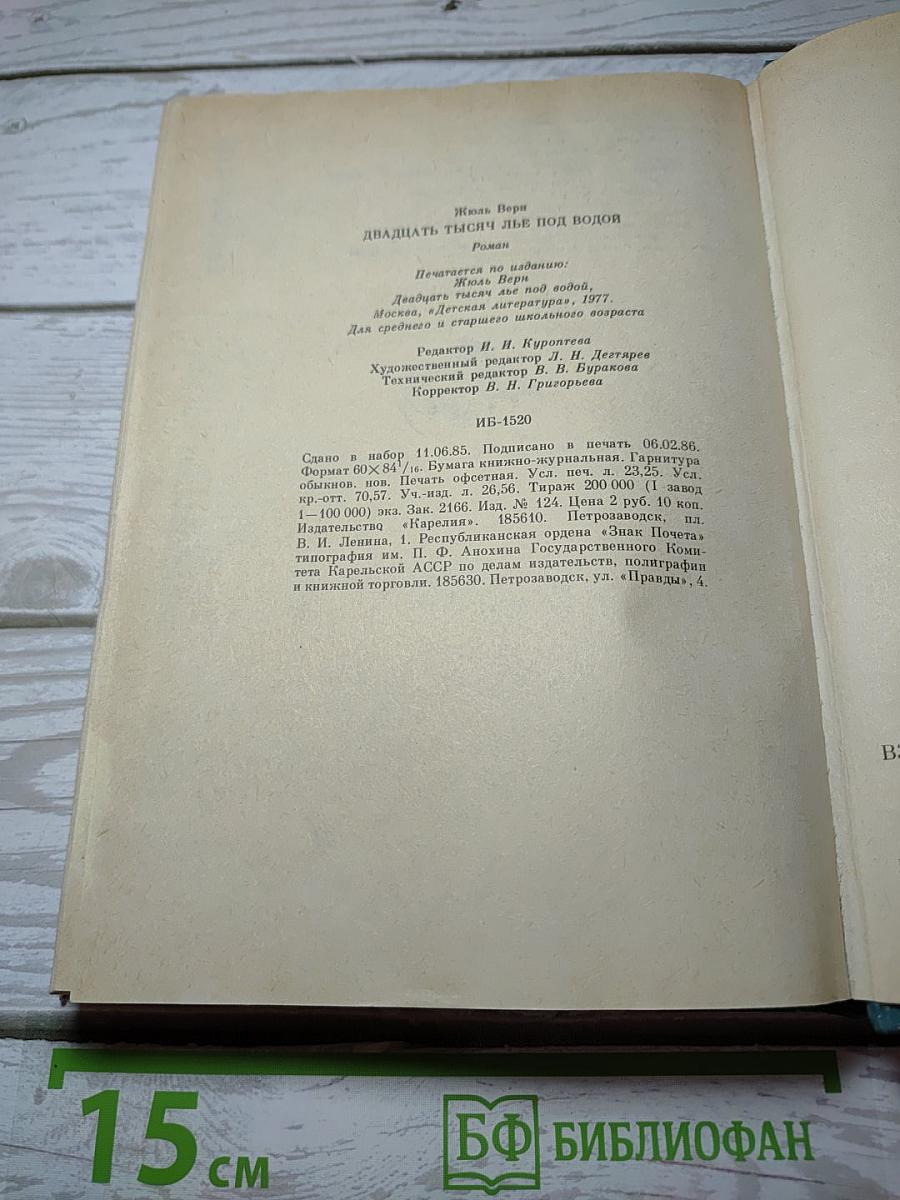 Жюль Верн
ДВАДЦАТЬ ТЫСЯЧ ЛЬЕ ПОД ВОДОЙ
Роман
Печатается по изданию:
Жюль Верн
Двадцать тысяч лье под водой,
Москва, «Детская литература», 1977.
Для среднего и старшего школьного возраста
Редактор И. И. Куроптева
Художественный редактор Л. Н. Дегтярев
Технический редактор В. В. Буракова
Корректор В. Н. Григорьева
ИБ-1520
Сдано в набор 11.06.85. Подписано в печать 06.02.86.
Формат 60×84¹/₁₆. Бумага книжно-журнальная. Гарнитура
обыкнов. нов. Печать офсетная. Усл. печ. л. 23,25. Усл.
кр.-отт. 70,57. Уч.-изд. л. 26,56. Тираж 200 000 (I завод
1—100 000) экз. Зак. 2166. Изд. № 124. Цена 2 руб. 10 коп.
Издательство «Карелия». 185610. Петрозаводск, пл.
В. И. Ленина, 1. Республиканская ордена «Знак Почета»
типография им. П. Ф. Анохина Государственного Коми-
тета Карельской АССР по делам издательств, полиграфии
и книжной торговли. 185630. Петрозаводск, ул. «Правды», 4.
15 см
БФ БИБЛИОФАН